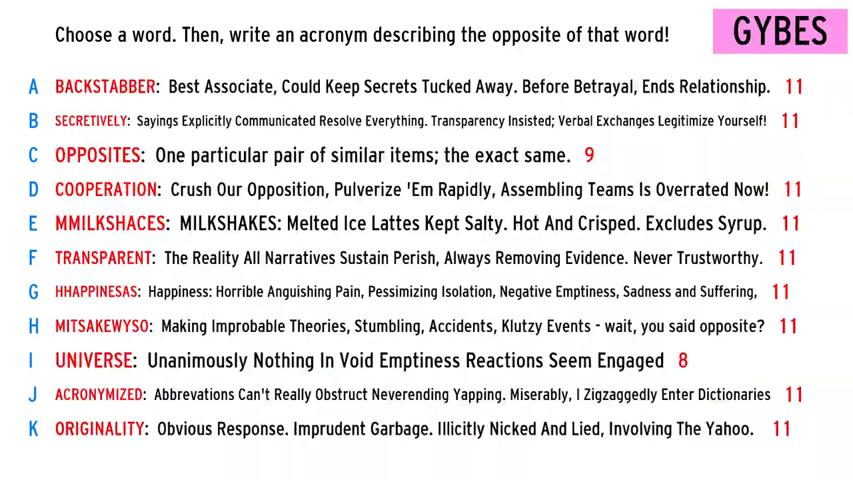 Choose a word. Then, write an acronym describing the opposite of that word!
GYBES
A BACKSTABBER: Best Associate, Could Keep Secrets Tucked Away. Before Betrayal, Ends Relationship. 11
B SECRETIVELY: Sayings Explicitly Communicated Resolve Everything. Transparency Insisted; Verbal Exchanges Legitimize Yourself! 11
C OPPOSITES: One particular pair of similar items; the exact same. 9
D COOPERATION: Crush Our Opposition, Pulverize 'Em Rapidly, Assembling Teams Is Overrated Now! 11
E MMILKSHACES: MILKSHAKES: Melted Ice Lattes Kept Salty. Hot And Crisped. Excludes Syrup. 11
F TRANSPARENT: The Reality All Narratives Sustain Perish, Always Removing Evidence. Never Trustworthy. 11
G HHAPPINESAS: Happiness: Horrible Anguishing Pain, Pessimizing Isolation, Negative Emptiness, Sadness and Suffering, 11
H MITSAKEWYSO: Making Improbable Theories, Stumbling, Accidents, Klutzy Events - wait, you said opposite? 11
I UNIVERSE: Unanimously Nothing In Void Emptiness Reactions Seem Engaged 8
J ACRONYMIZED: Abbrevations Can't Really Obstruct Neverending Yapping. Miserably, I Zigzaggedly Enter Dictionaries 11
K ORIGINALITY: Obvious Response. Imprudent Garbage. Illicitly Nicked And Lied, Involving The Yahoo. 11